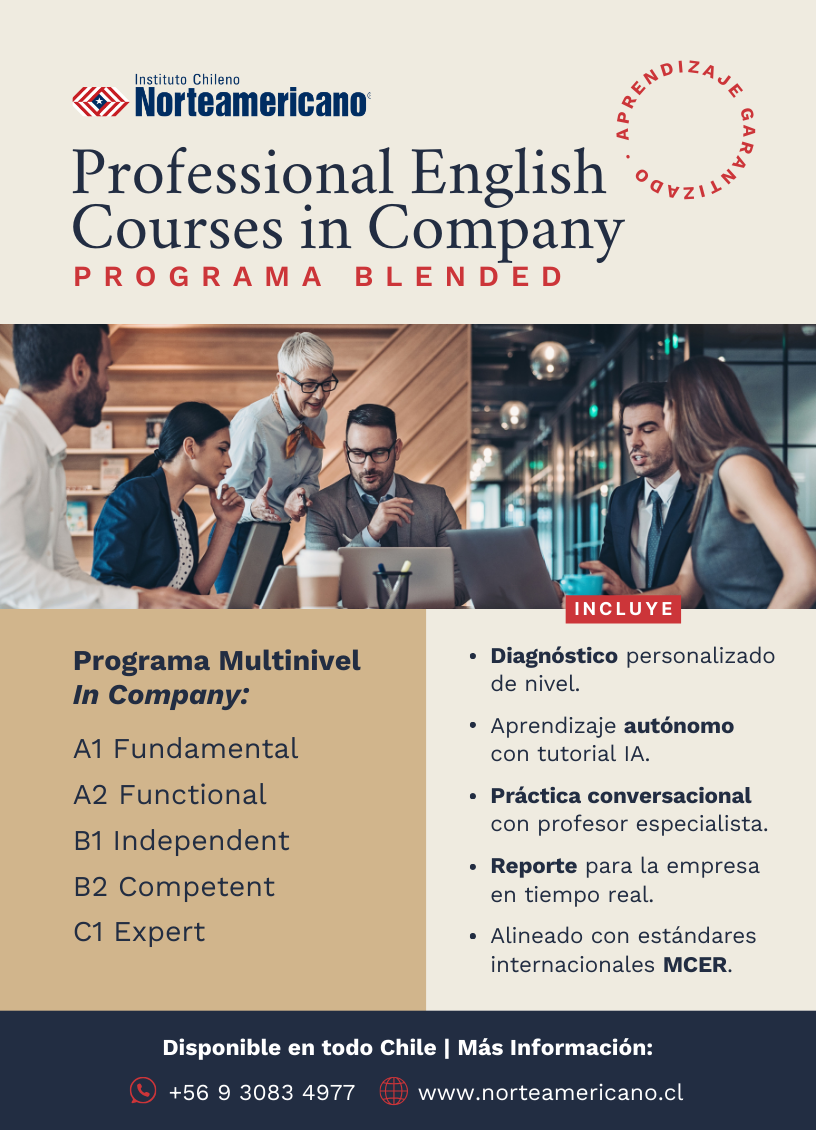 Instituto Chileno
Norteamericano
APRENDIZAJE GARANTIZADO ·
Professional English
Courses in Company
PROGRAMA BLENDED
INCLUYE
Programa Multinivel
In Company:
A1 Fundamental
A2 Functional
B1 Independent
B2 Competent
C1 Expert
• Diagnóstico personalizado
de nivel.
• Aprendizaje autónomo
con tutorial IA.
• Práctica conversacional
con profesor especialista.
• Reporte para la empresa
en tiempo real.
• Alineado con estándares
internacionales MCER.
Disponible en todo Chile | Más Información:
+56 9 3083 4977 www.norteamericano.cl